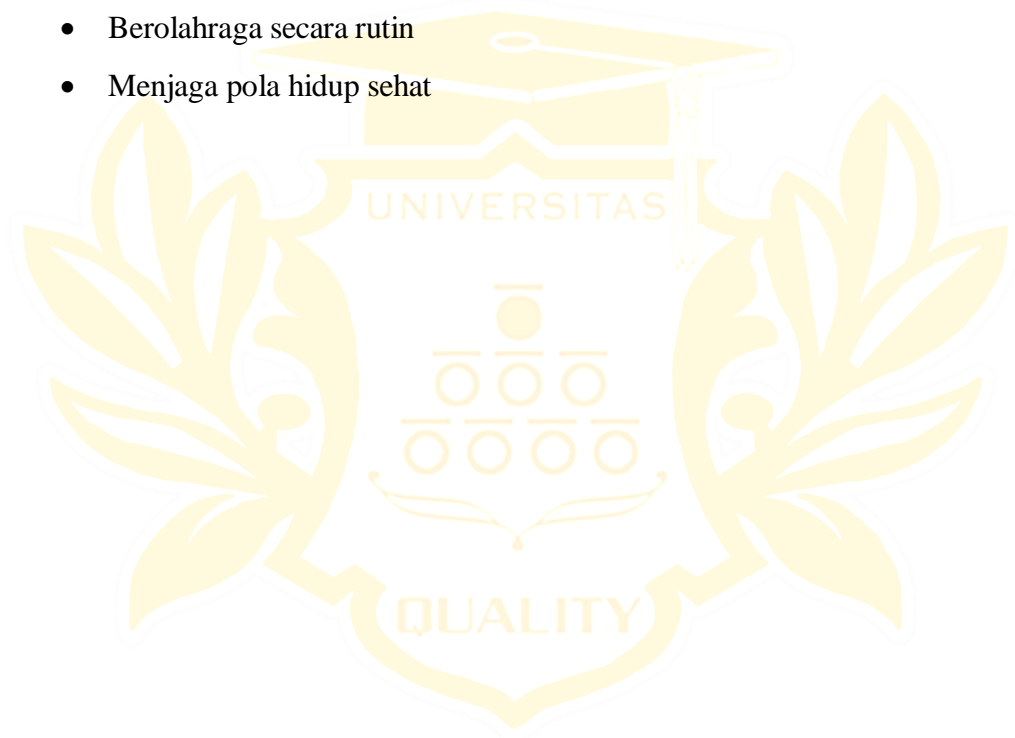 • Berolahraga secara rutin
• Menjaga pola hidup sehat
UNIVERSITAS
QUALITY